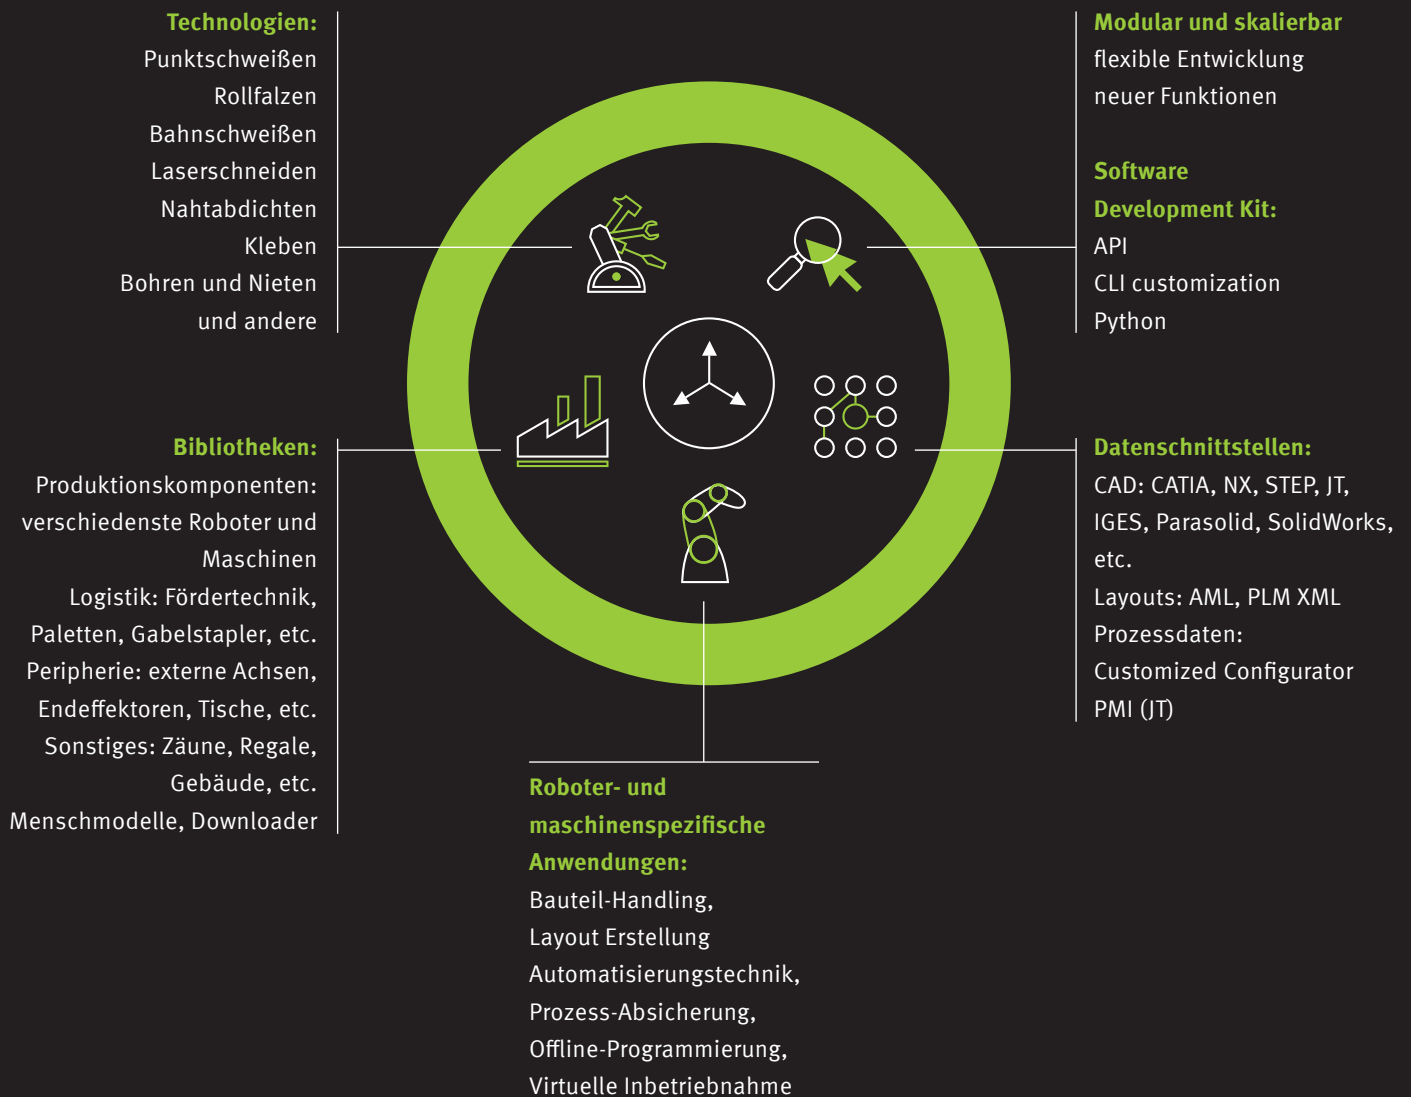 Technologien:
Punktschweißen
Rollfalzen
Bahnschweißen
Laserschneiden
Nahtabdichten
Kleben
Bohren und Nieten
und andere
Modular und skalierbar
flexible Entwicklung
neuer Funktionen
Software
Development Kit:
API
CLI customization
Python
Bibliotheken:
Produktionskomponenten:
verschiedenste Roboter und
Maschinen
Logistik: Fördertechnik,
Paletten, Gabelstapler, etc.
Peripherie: externe Achsen,
Endeffektoren, Tische, etc.
Sonstiges: Zäune, Regale,
Gebäude, etc.
Menschmodelle, Downloader
Datenschnittstellen:
CAD: CATIA, NX, STEP, JT,
IGES, Parasolid, SolidWorks,
etc.
Layouts: AML, PLM XML
Prozessdaten:
Customized Configurator
PMI (JT)
Roboter- und
maschinenspezifische
Anwendungen:
Bauteil-Handling,
Layout Erstellung
Automatisierungstechnik,
Prozess-Absicherung,
Offline-Programmierung,
Virtuelle Inbetriebnahme